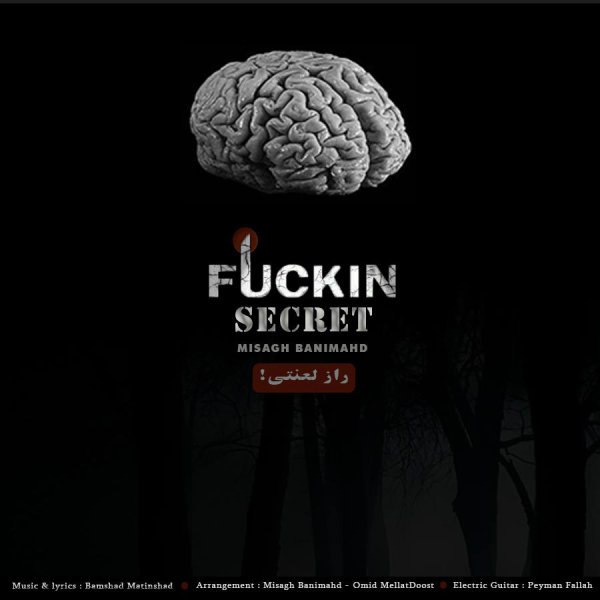 FUCKIN
SECRET
MISAGH BANIMAHD
راز لعنتی!
Music & lyrics : Bamshad Matinshad Arrangement : Misagh Banimahd - Omid MellatDoost Electric Guitar : Peyman Fallah